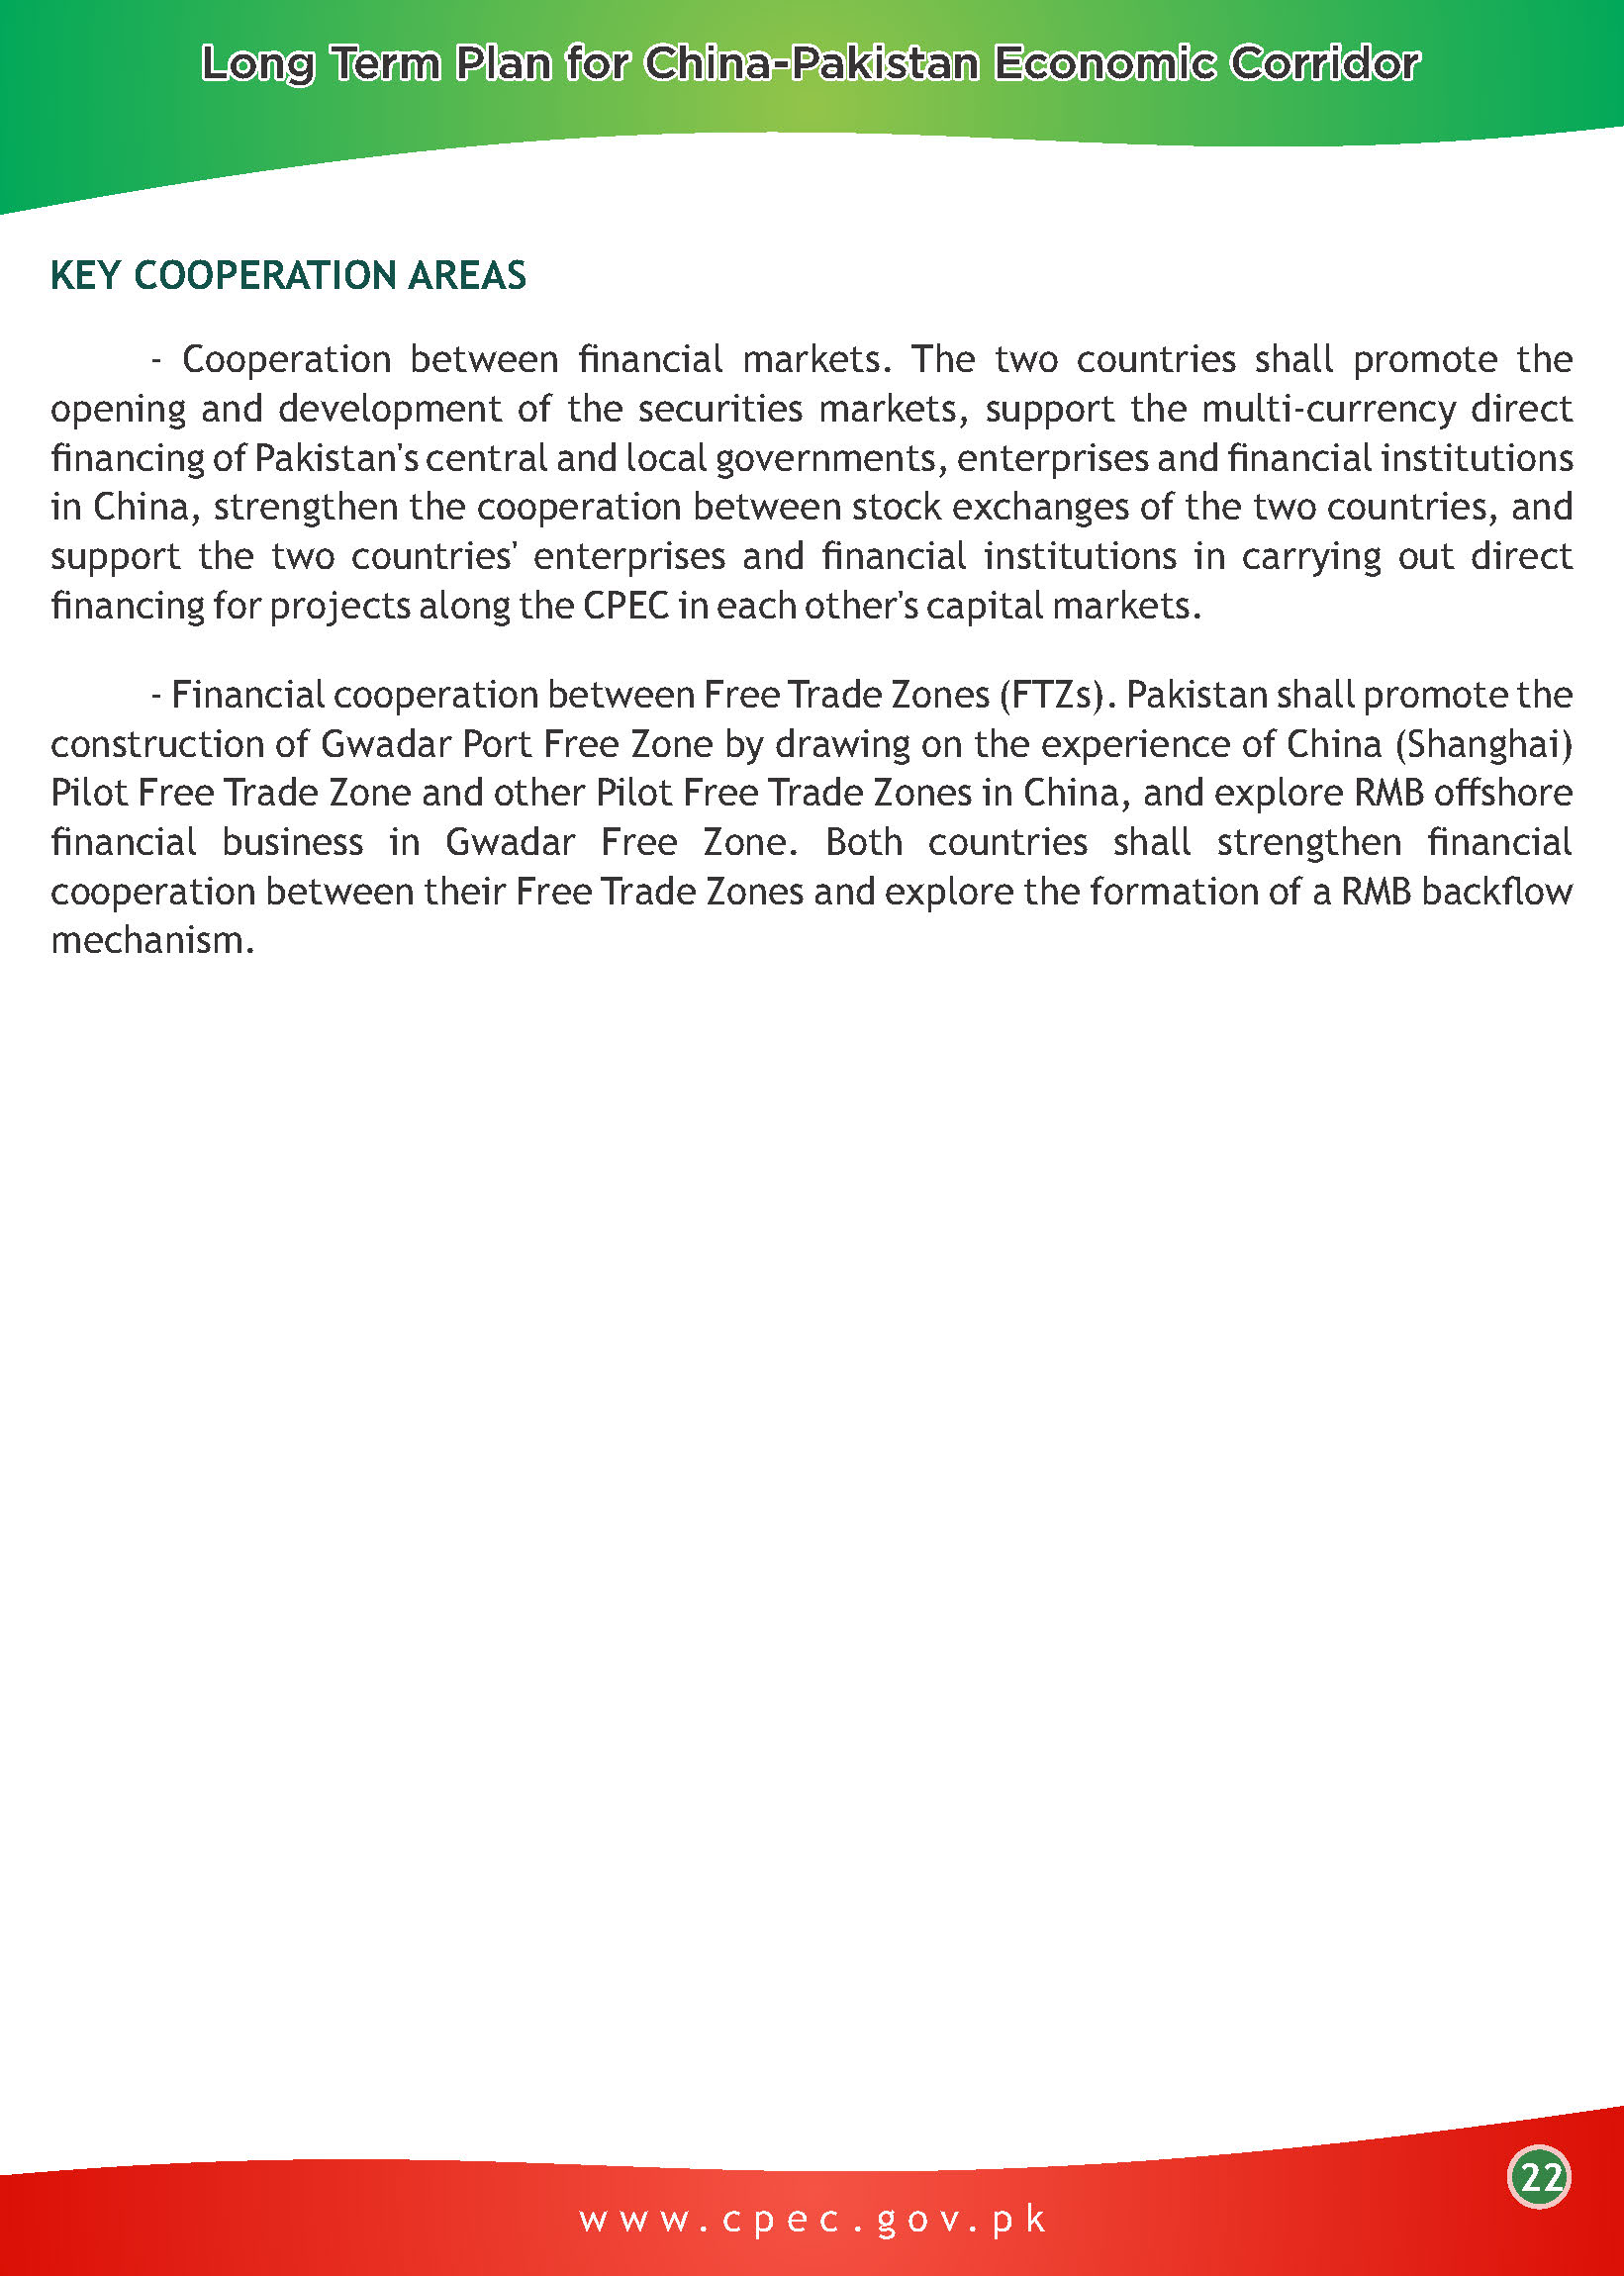 Long Term Plan for China-Pakistan Economic Corridor
KEY COOPERATION AREAS
- Cooperation between financial markets. The two countries shall promote the
opening and development of the securities markets, support the multi-currency direct
financing of Pakistan's central and local governments, enterprises and financial institutions
in China, strengthen the cooperation between stock exchanges of the two countries, and
support the two countries' enterprises and financial institutions in carrying out direct
financing for projects along the CPEC in each other's capital markets.
- Financial cooperation between Free Trade Zones (FTZs). Pakistan shall promote the
construction of Gwadar Port Free Zone by drawing on the experience of China (Shanghai)
Pilot Free Trade Zone and other Pilot Free Trade Zones in China, and explore RMB offshore
financial business in Gwadar Free Zone. Both countries shall strengthen financial
cooperation between their Free Trade Zones and explore the formation of a RMB backflow
mechanism.
22
www.cpec.gov.pk